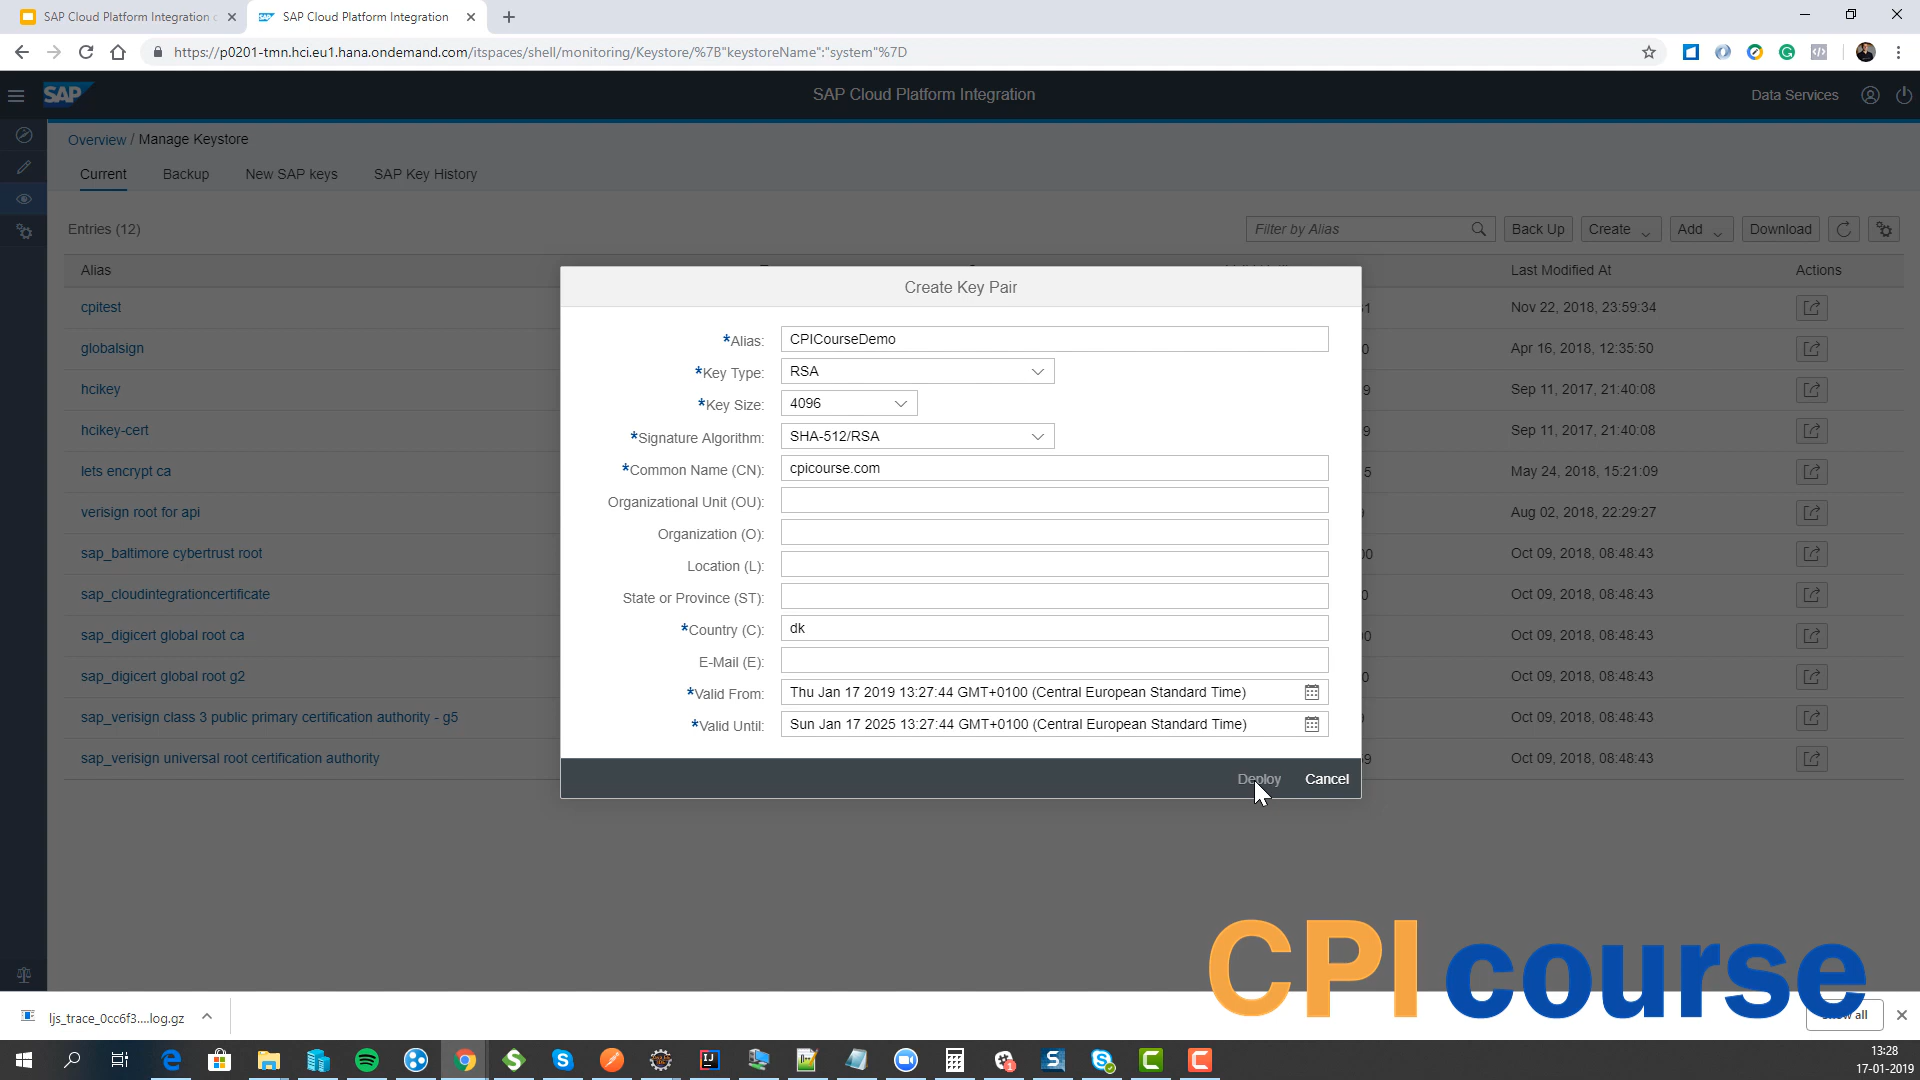 SAP Cloud Platform Integration
SAP Cloud Platform Integration
https://p0201-tmn.hci.eu1.hana.ondemand.com/itspaces/shell/monitoring/Keystore/%7B"keystoreName":"system"%7D
SAP
SAP Cloud Platform Integration
Data Services
Overview / Manage Keystore
Current Backup New SAP keys SAP Key History
Entries (12)
Filter by Alias
Back Up Create Add Download
Alias Last Modified At Actions
cpitest Nov 22, 2018, 23:59:34
globalsign Apr 16, 2018, 12:35:50
hcikey Sep 11, 2017, 21:40:08
hcikey-cert Sep 11, 2017, 21:40:08
lets encrypt ca May 24, 2018, 15:21:09
verisign root for api Aug 02, 2018, 22:29:27
sap_baltimore cybertrust root Oct 09, 2018, 08:48:43
sap_cloudintegrationcertificate Oct 09, 2018, 08:48:43
sap_digicert global root ca Oct 09, 2018, 08:48:43
sap_digicert global root g2 Oct 09, 2018, 08:48:43
sap_verisign class 3 public primary certification authority - g5 Oct 09, 2018, 08:48:43
sap_verisign universal root certification authority Oct 09, 2018, 08:48:43
Create Key Pair
*Alias: CPICourseDemo
*Key Type: RSA
*Key Size: 4096
*Signature Algorithm: SHA-512/RSA
*Common Name (CN): cpicourse.com
Organizational Unit (OU):
Organization (O):
Location (L):
State or Province (ST):
*Country (C): dk
E-Mail (E):
*Valid From: Thu Jan 17 2019 13:27:44 GMT+0100 (Central European Standard Time)
*Valid Until: Sun Jan 17 2025 13:27:44 GMT+0100 (Central European Standard Time)
Deploy Cancel
CPI course
ljs_trace_0cc6f3....log.gz
all
13:28
17-01-2019